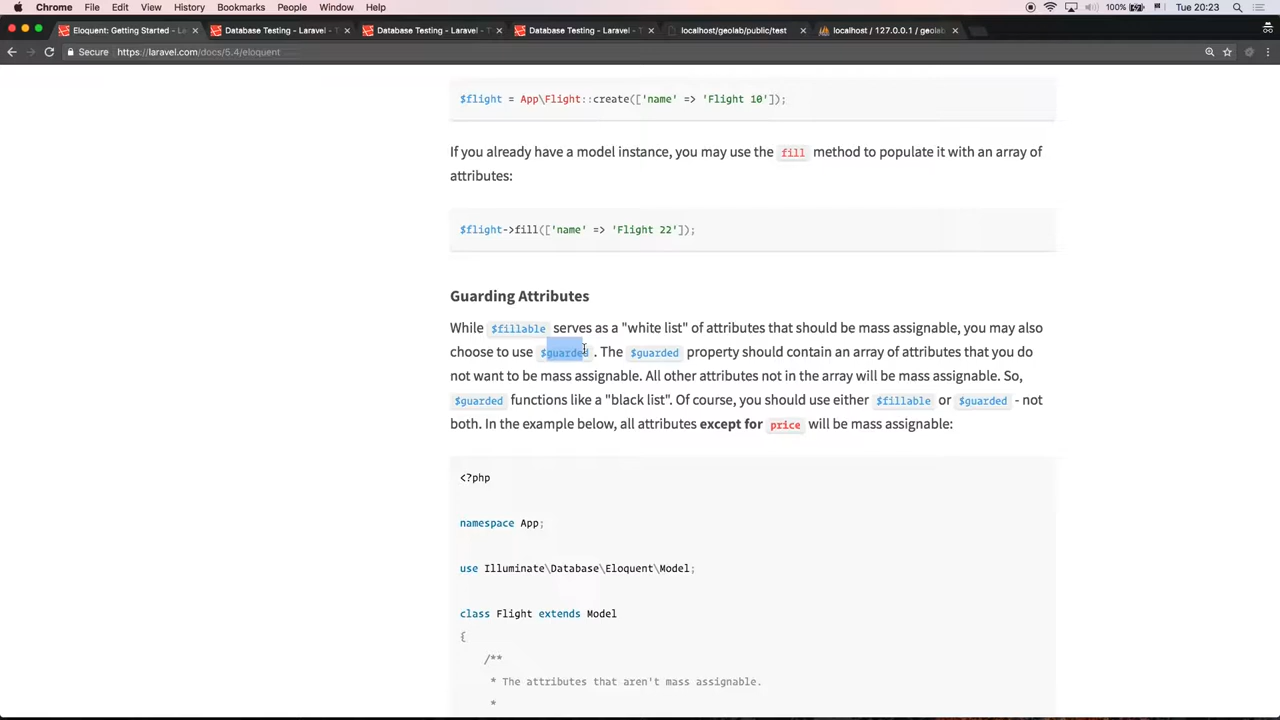 Chrome File Edit View History Bookmarks People Window Help 100% Tue 20:23
Eloquent: Getting Started - La Database Testing - Laravel - T Database Testing - Laravel - T Database Testing - Laravel - T localhost/geolab/public/test localhost / 127.0.0.1 / geolab
Secure https://laravel.com/docs/5.4/eloquent
$flight = App\Flight::create(['name' => 'Flight 10']);
If you already have a model instance, you may use the fill method to populate it with an array of
attributes:
$flight->fill(['name' => 'Flight 22']);
Guarding Attributes
While $fillable serves as a "white list" of attributes that should be mass assignable, you may also
choose to use $guarded. The $guarded property should contain an array of attributes that you do
not want to be mass assignable. All other attributes not in the array will be mass assignable. So,
$guarded functions like a "black list". Of course, you should use either $fillable or $guarded - not
both. In the example below, all attributes except for price will be mass assignable:
<?php
namespace App;
use Illuminate\Database\Eloquent\Model;
class Flight extends Model
{
/**
* The attributes that aren't mass assignable.
*